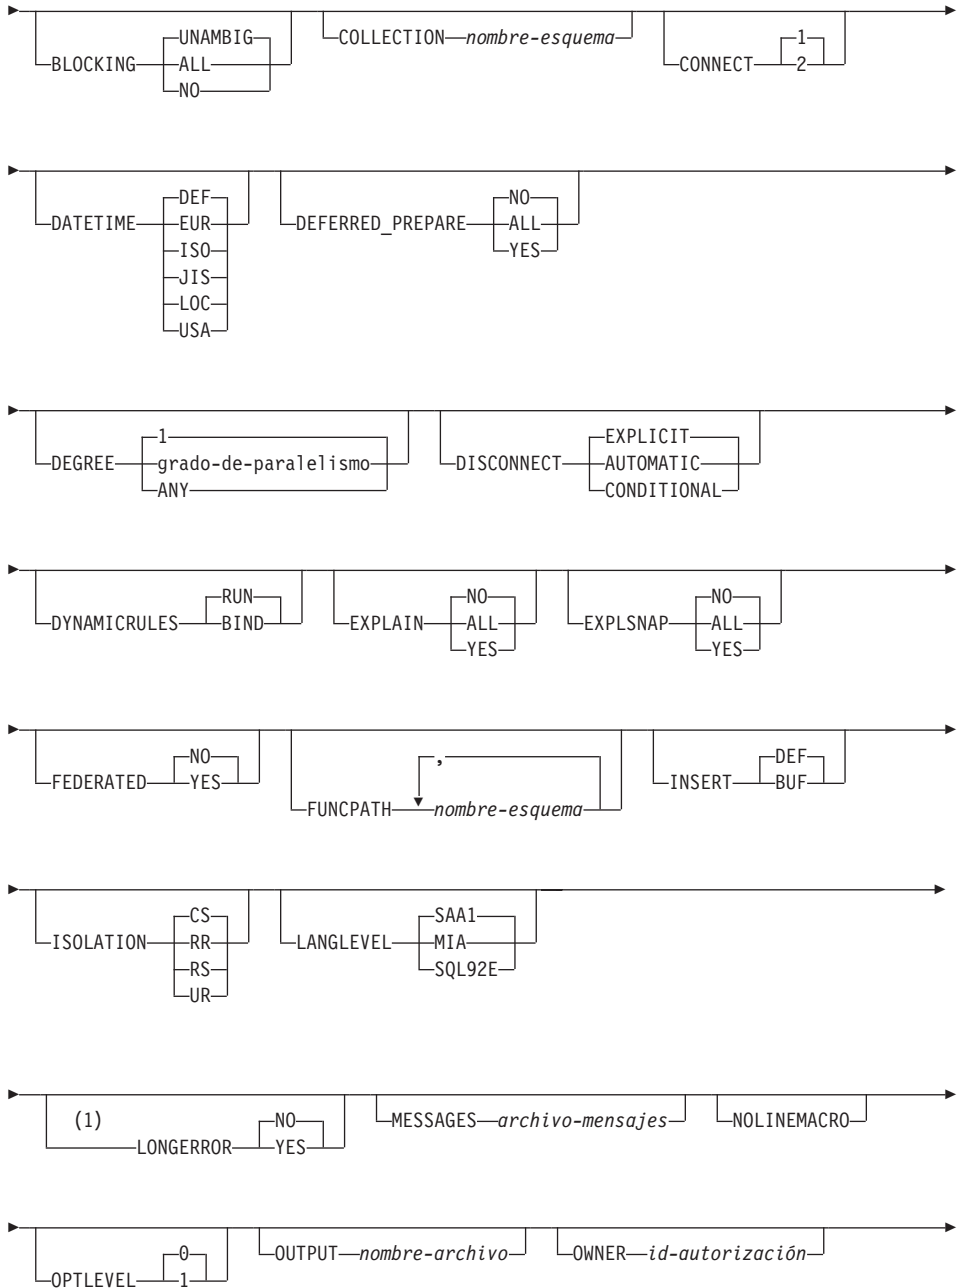 BLOCKING UNAMBIG ALL NO
COLLECTION nombre-esquema
CONNECT 1 2
DATETIME DEF EUR ISO JIS LOC USA
DEFERRED_PREPARE NO ALL YES
DEGREE 1 grado-de-paralelismo ANY
DISCONNECT EXPLICIT AUTOMATIC CONDITIONAL
DYNAMICRULES RUN BIND
EXPLAIN NO ALL YES
EXPLSNAP NO ALL YES
FEDERATED NO YES
FUNCPATH , nombre-esquema
INSERT DEF BUF
ISOLATION CS RR RS UR
LANGLEVEL SAA1 MIA SQL92E
(1) LONGERROR NO YES
MESSAGES archivo-mensajes
NOLINEMACRO
OPTLEVEL 0 1
OUTPUT nombre-archivo
OWNER id-autorización